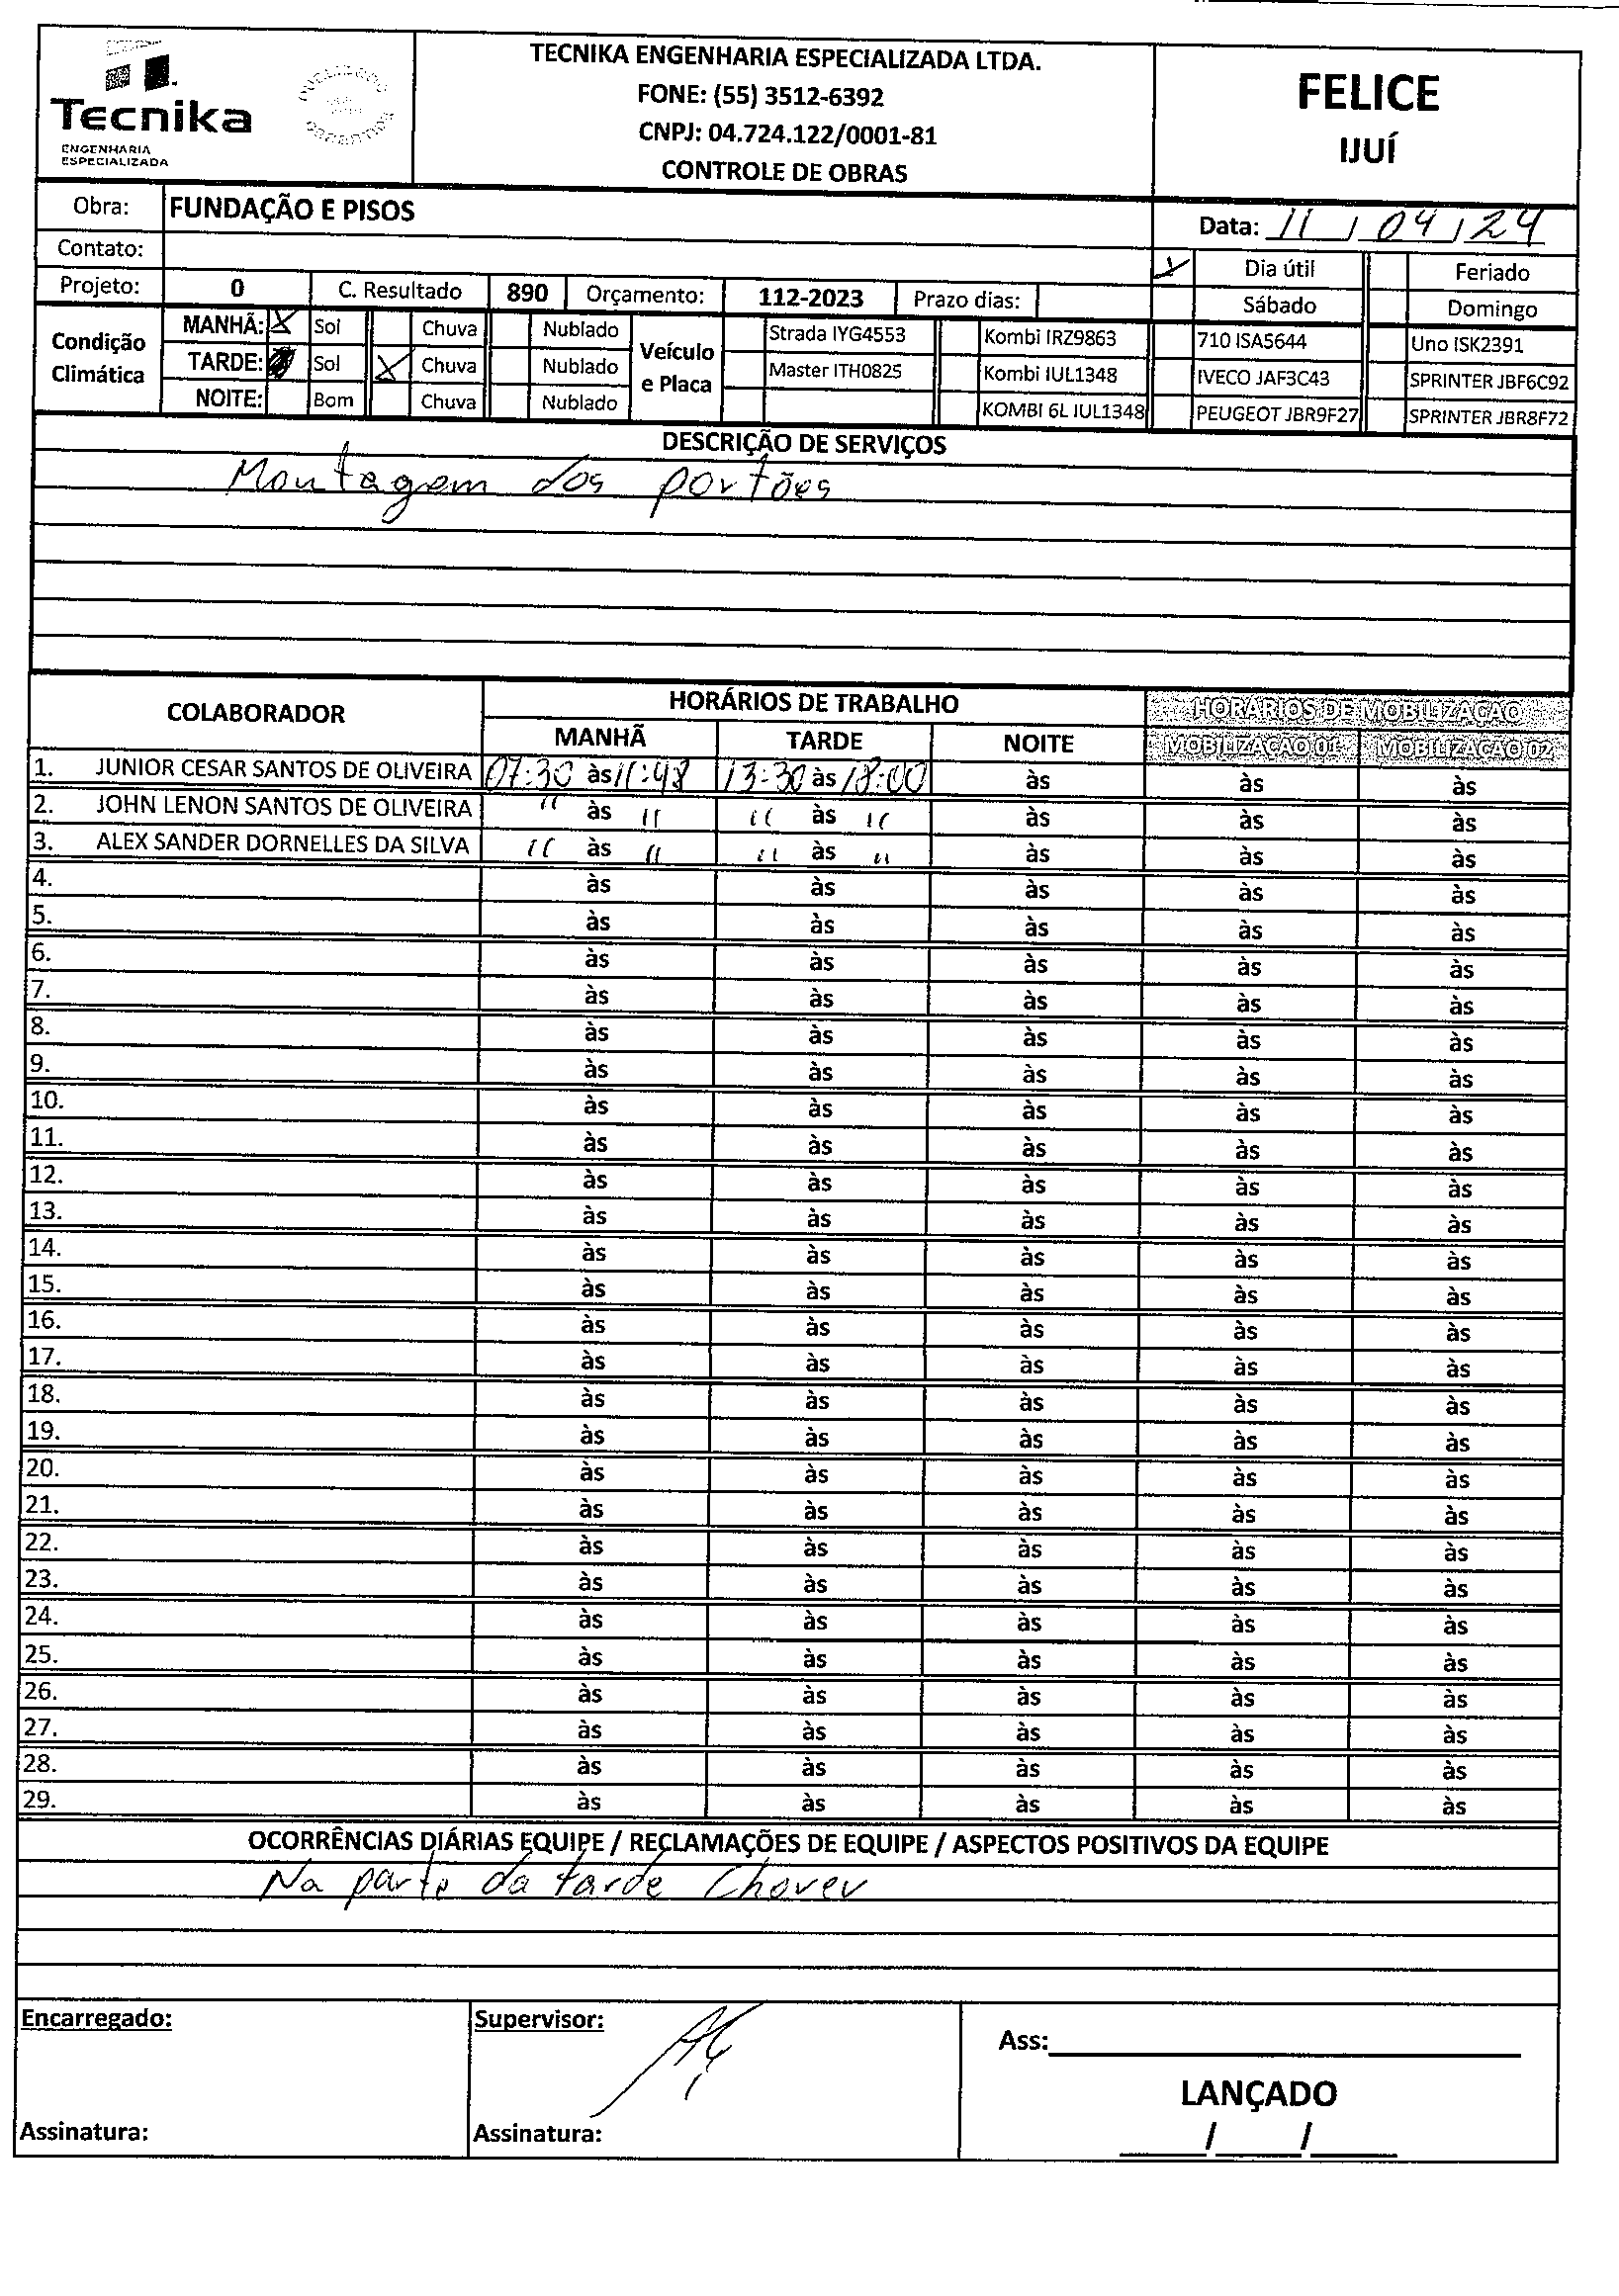 Tecnika
ENGENHARIA
ESPECIALIZADA
TECNIKA ENGENHARIA ESPECIALIZADA LTDA.
FONE: (55) 3512-6392
CNPJ: 04.724.122/0001-81
CONTROLE DE OBRAS
FELICE
IJUÍ
Obra: FUNDAÇÃO E PISOS
Data: 11 / 04 / 24
Contato:
X Dia útil Feriado
Projeto: 0 C. Resultado 890 Orçamento: 112-2023 Prazo dias:
Sábado Domingo
Condição Climática
MANHÃ: X Sol Chuva Nublado
TARDE: Sol X Chuva Nublado
NOITE: Bom Chuva Nublado
Veículo e Placa
Strada IYG4553 Kombi IRZ9863 710 ISA5644 Uno ISK2391
Master ITH0825 Kombi IUL1348 IVECO JAF3C43 SPRINTER JBF6C92
KOMBI 6L IUL1348 PEUGEOT JBR9F27 SPRINTER JBR8F72
DESCRIÇÃO DE SERVIÇOS
Montagem dos portões
COLABORADOR HORÁRIOS DE TRABALHO HORÁRIOS DE MOBILIZAÇÃO
MANHÃ TARDE NOITE MOBILIZAÇÃO 01 MOBILIZAÇÃO 02
1. JUNIOR CESAR SANTOS DE OLIVEIRA 07:30 às 11:48 13:30 às 18:00 às às às
2. JOHN LENON SANTOS DE OLIVEIRA " às " " às " às às às
3. ALEX SANDER DORNELLES DA SILVA " às " " às " às às às
4. às às às às às
5. às às às às às
6. às às às às às
7. às às às às às
8. às às às às às
9. às às às às às
10. às às às às às
11. às às às às às
12. às às às às às
13. às às às às às
14. às às às às às
15. às às às às às
16. às às às às às
17. às às às às às
18. às às às às às
19. às às às às às
20. às às às às às
21. às às às às às
22. às às às às às
23. às às às às às
24. às às às às às
25. às às às às às
26. às às às às às
27. às às às às às
28. às às às às às
29. às às às às às
OCORRÊNCIAS DIÁRIAS EQUIPE / RECLAMAÇÕES DE EQUIPE / ASPECTOS POSITIVOS DA EQUIPE
Na parte da tarde Chover
Encarregado:
Supervisor:
Ass:
LANÇADO
Assinatura:
Assinatura:
/ /